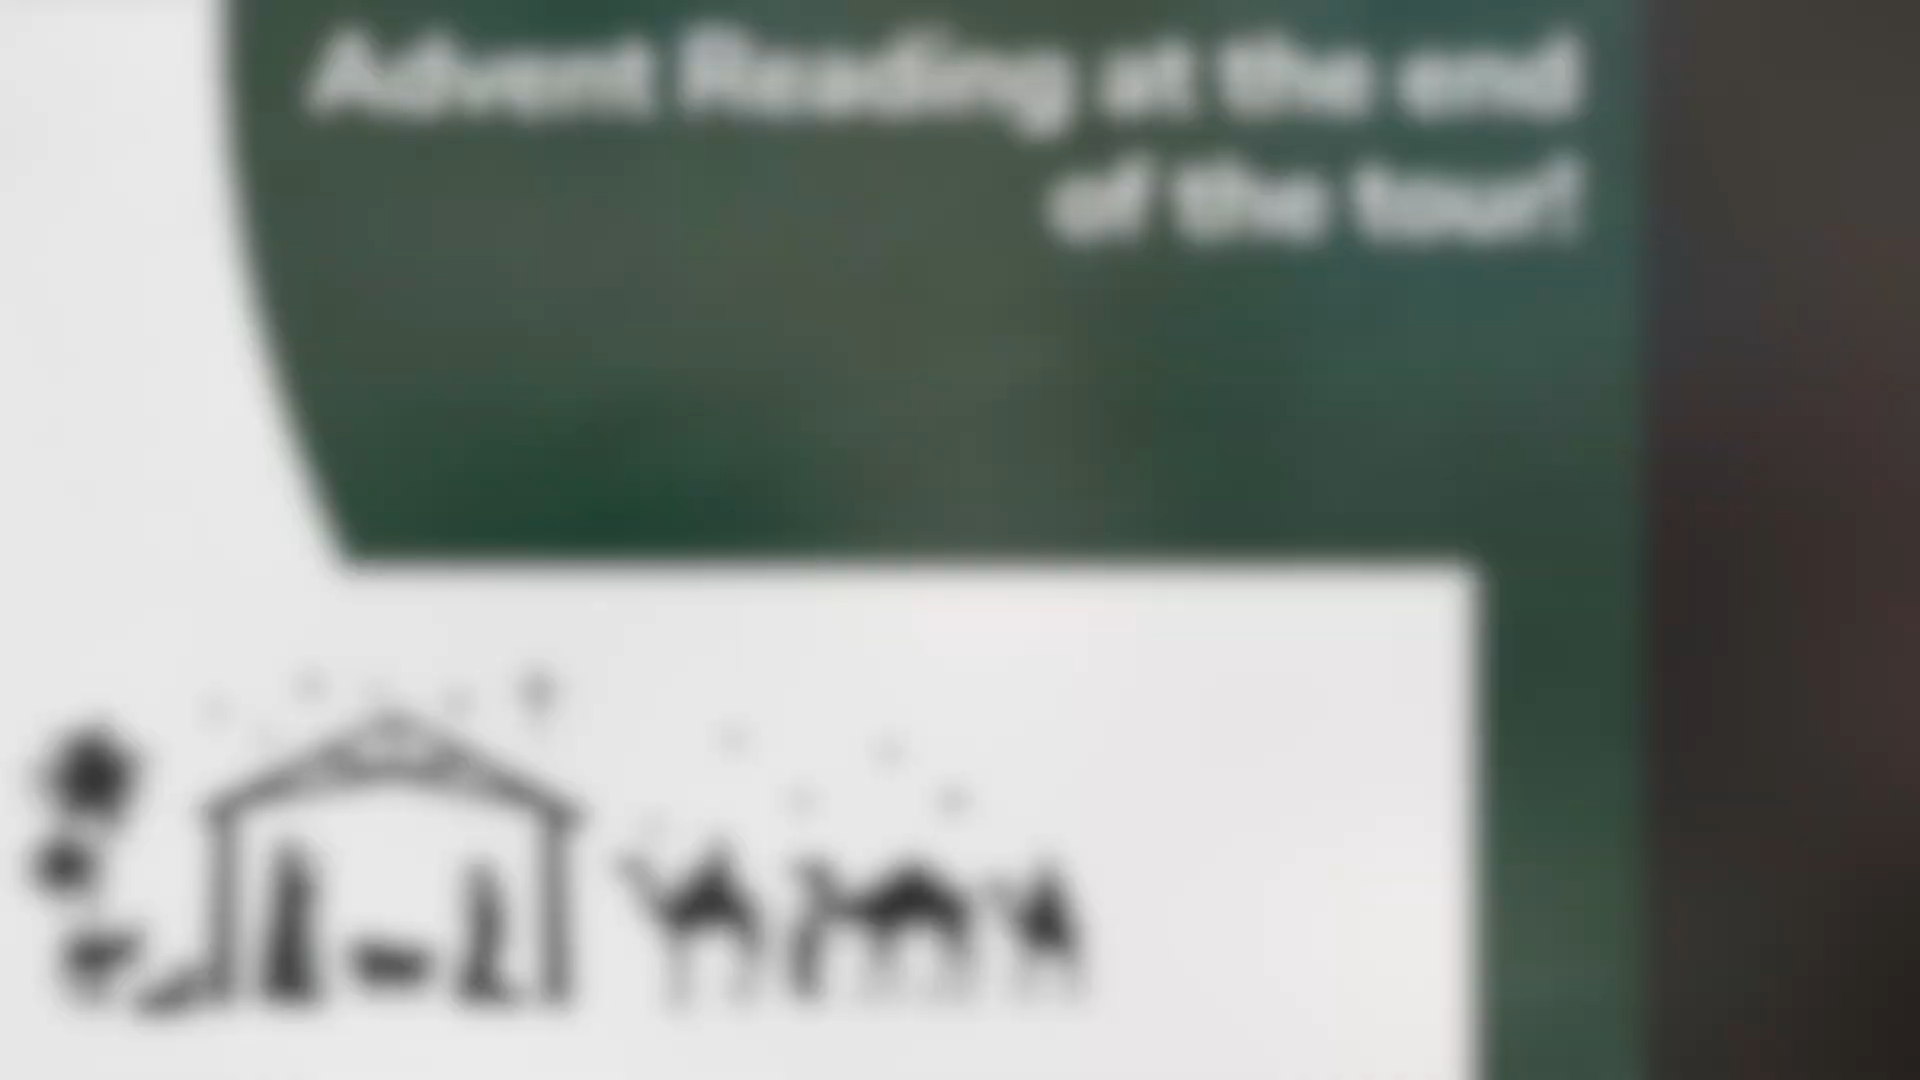 Advent Reading at the end
of the tour!